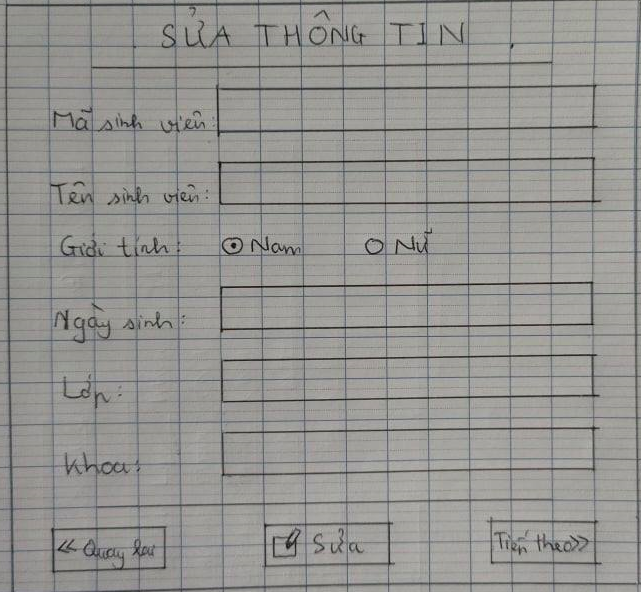 SỬA THÔNG TIN
Mã sinh viên:
Tên sinh viên:
Giới tính: Nam Nữ
Ngày sinh:
Lớp:
Khoa:
<< Quay lại Sửa Tiếp theo>>